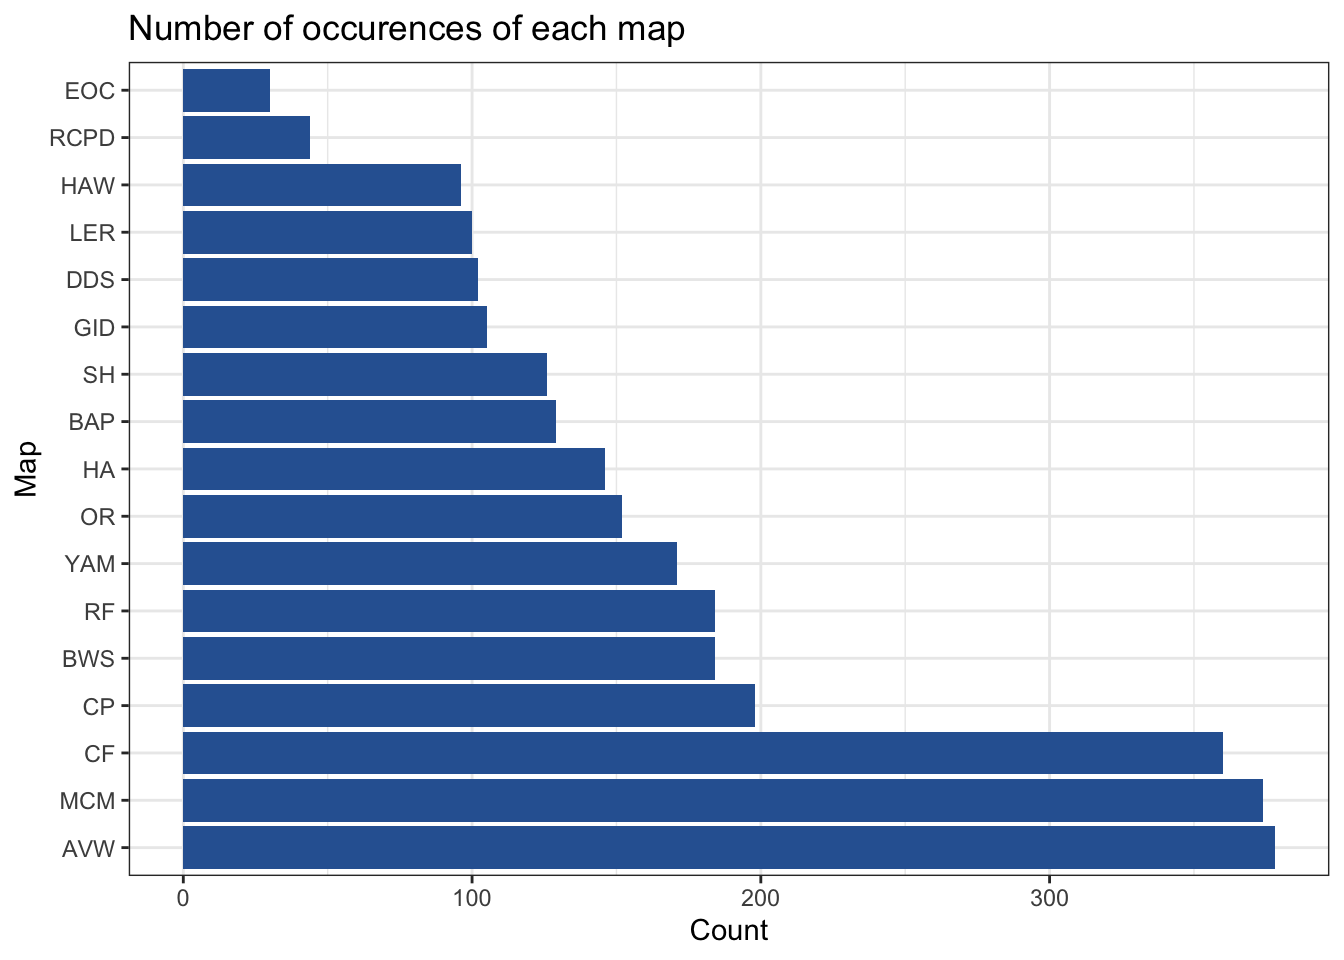 Number of occurences of each map
EOC
RCPD
HAW
LER
DDS
GID
SH
BAP
HA
OR
YAM
RF
BWS
CP
CF
MCM
AVW
Map
0 100 200 300
Count